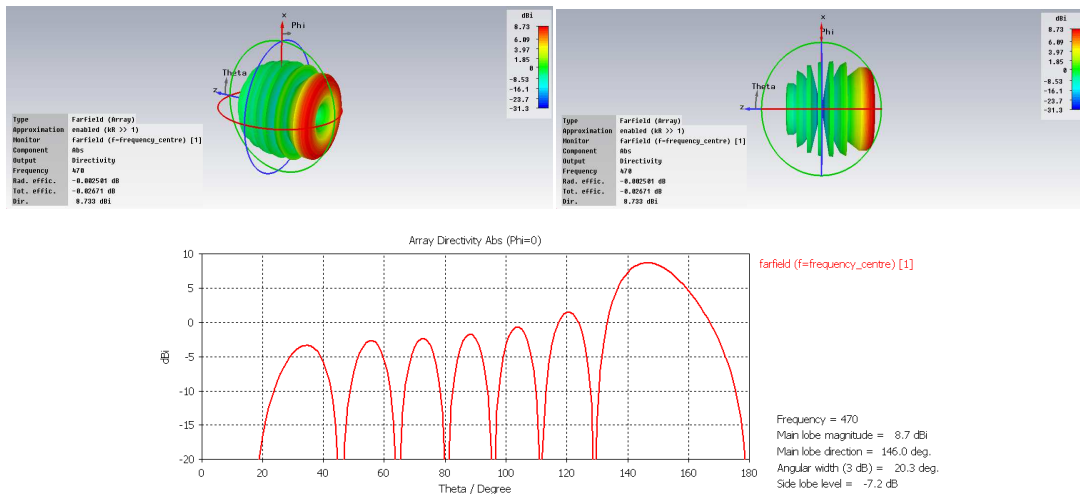 x
Phi
Theta
z
dBi
8.73
6.09
3.97
1.85
0
-8.53
-16.1
-23.7
-31.3
Type Farfield (Array)
Approximation enabled (kR >> 1)
Monitor farfield (f=frequency_centre) [1]
Component Abs
Output Directivity
Frequency 470
Rad. effic. -0.002501 dB
Tot. effic. -0.02671 dB
Dir. 8.733 dBi
x
Phi
Theta
z
dBi
8.73
6.09
3.97
1.85
0
-8.53
-16.1
-23.7
-31.3
Type Farfield (Array)
Approximation enabled (kR >> 1)
Monitor farfield (f=frequency_centre) [1]
Component Abs
Output Directivity
Frequency 470
Rad. effic. -0.002501 dB
Tot. effic. -0.02671 dB
Dir. 8.733 dBi
Array Directivity Abs (Phi=0)
10
5
0
-5
-10
-15
-20
dBi
0 20 40 60 80 100 120 140 160 180
Theta / Degree
farfield (f=frequency_centre) [1]
Frequency = 470
Main lobe magnitude = 8.7 dBi
Main lobe direction = 146.0 deg.
Angular width (3 dB) = 20.3 deg.
Side lobe level = -7.2 dB